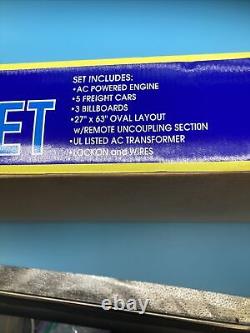 SET INCLUDES:
• AC POWERED ENGINE
• 5 FREIGHT CARS
• 3 BILLBOARDS
• 27" x 63" OVAL LAYOUT
w/REMOTE UNCOUPLING SECTION
• UL LISTED AC TRANSFORMER
• LOCKON and WIRES
ET